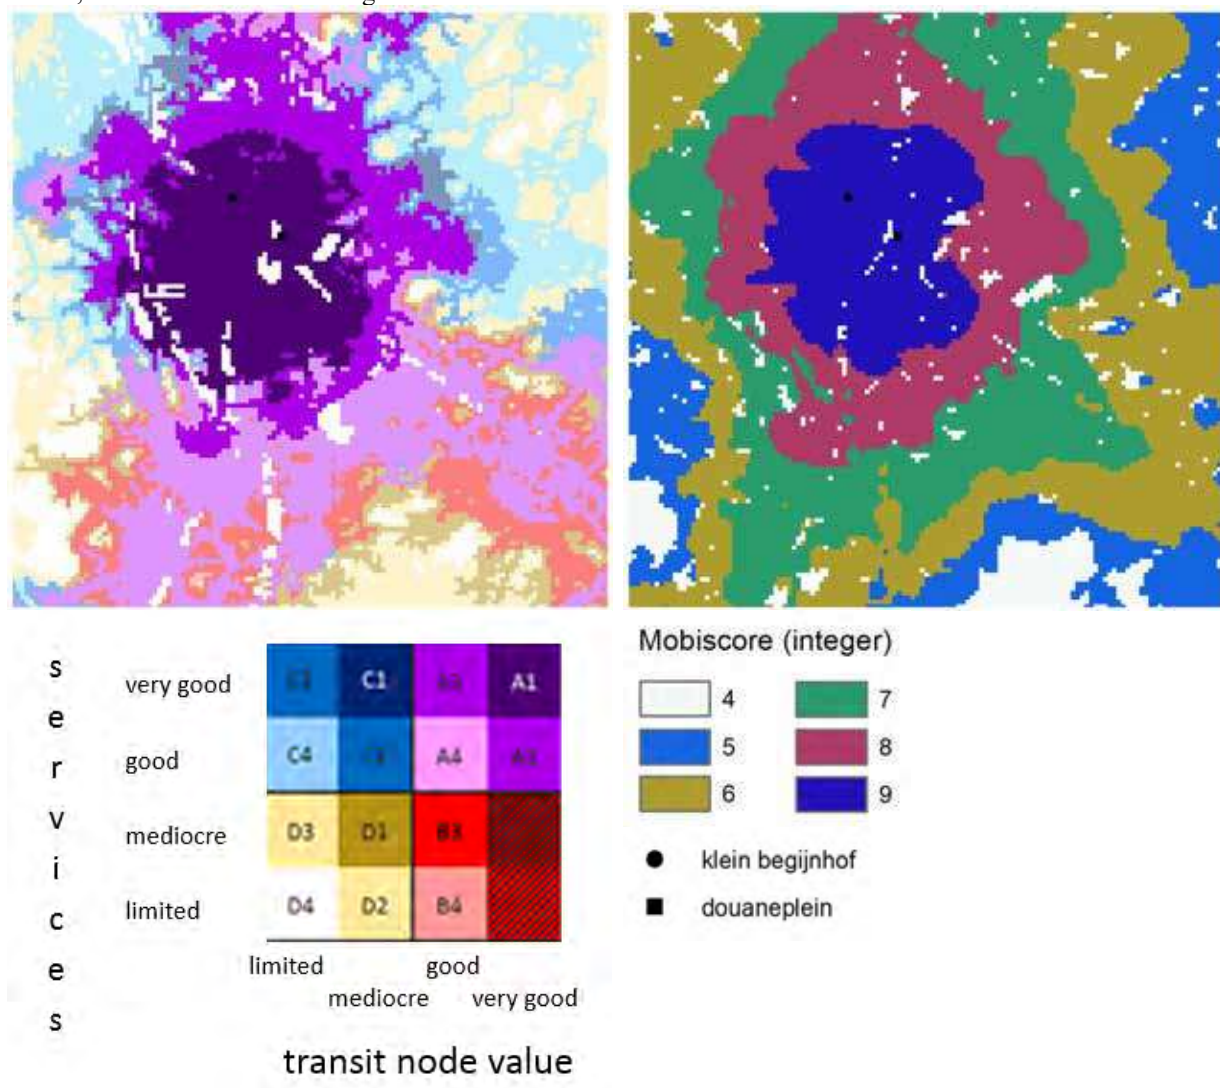 s e r v i c e s
very good
good
mediocre
limited
C1 A1
C4 A4
D3 D1 B3
D4 D2 B4
limited good
mediocre very good
transit node value
Mobiscore (integer)
4 7
5 8
6 9
klein begijnhof
douaneplein